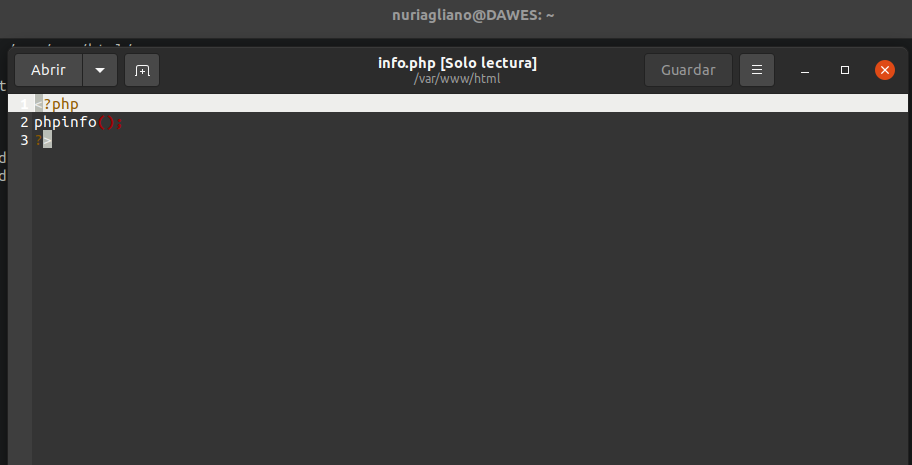 nuriagliano@DAWES: ~
Abrir
info.php [Solo lectura]
/var/www/html
Guardar
1 <?php
2 phpinfo();
3 ?>